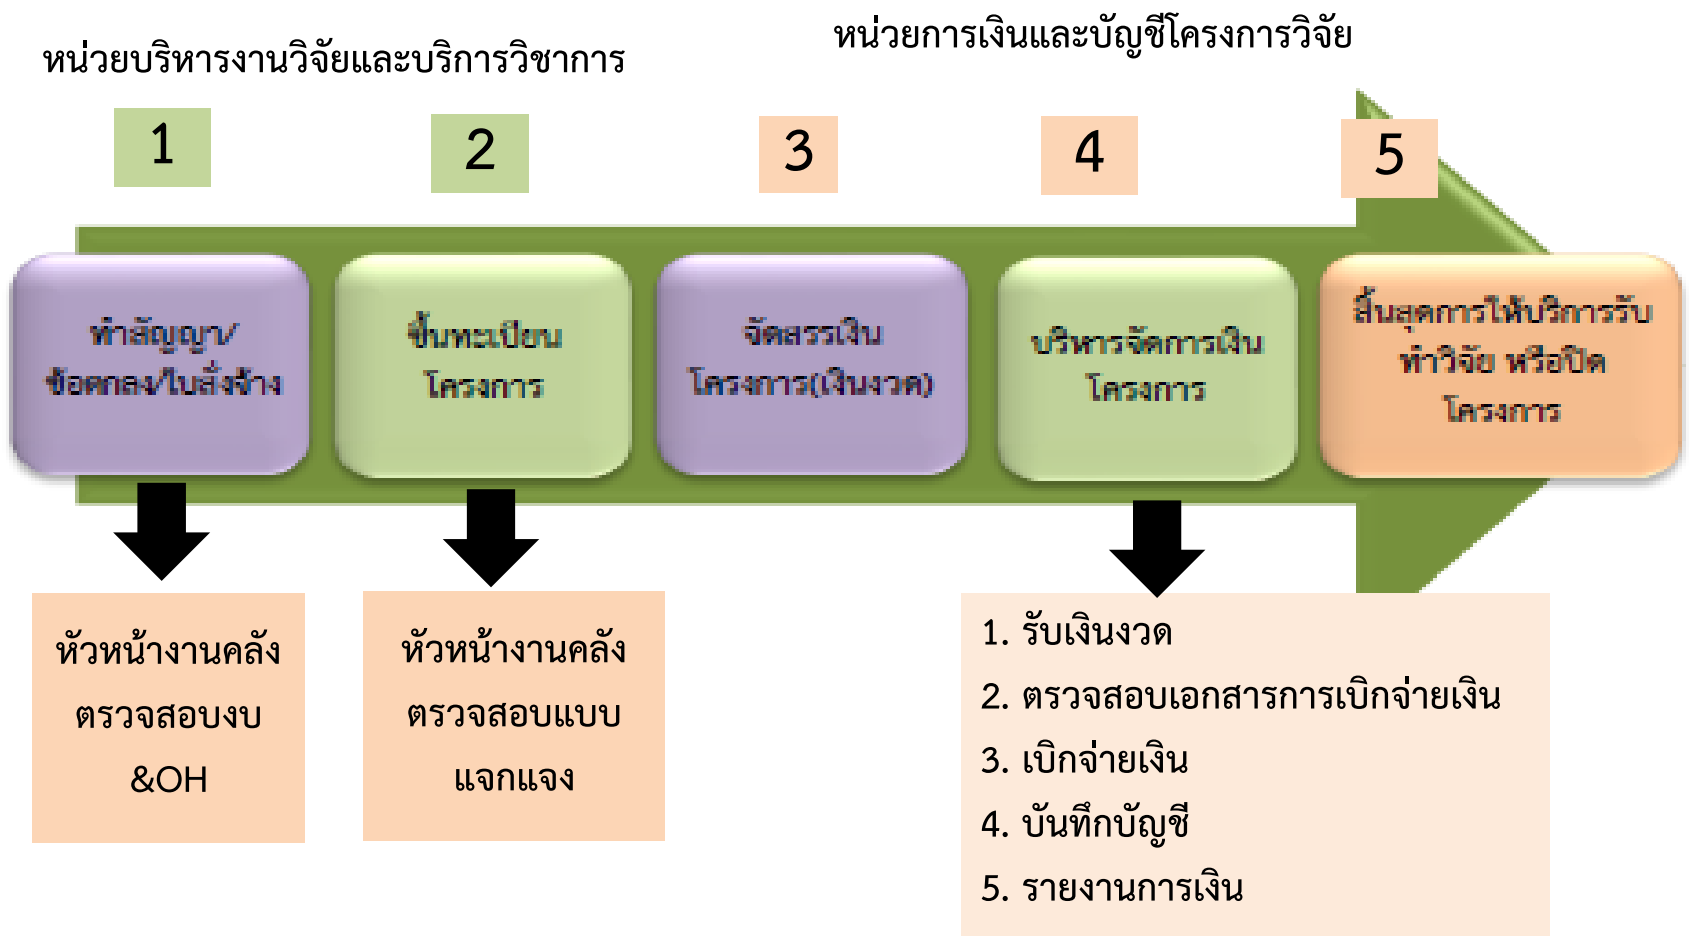 หน่วยบริหารงานวิจัยและบริการวิชาการ
หน่วยการเงินและบัญชีโครงการวิจัย
1
2
3
4
5
ทำสัญญา/
ข้อตกลง/ใบสั่งจ้าง
ขึ้นทะเบียน
โครงการ
จัดสรรเงิน
โครงการ(เงินงวด)
บริหารจัดการเงิน
โครงการ
สิ้นสุดการให้บริการรับ
ทำวิจัย หรือปิด
โครงการ
หัวหน้างานคลัง
ตรวจสอบงบ
&OH
หัวหน้างานคลัง
ตรวจสอบแบบ
แจกแจง
1. รับเงินงวด
2. ตรวจสอบเอกสารการเบิกจ่ายเงิน
3. เบิกจ่ายเงิน
4. บันทึกบัญชี
5. รายงานการเงิน